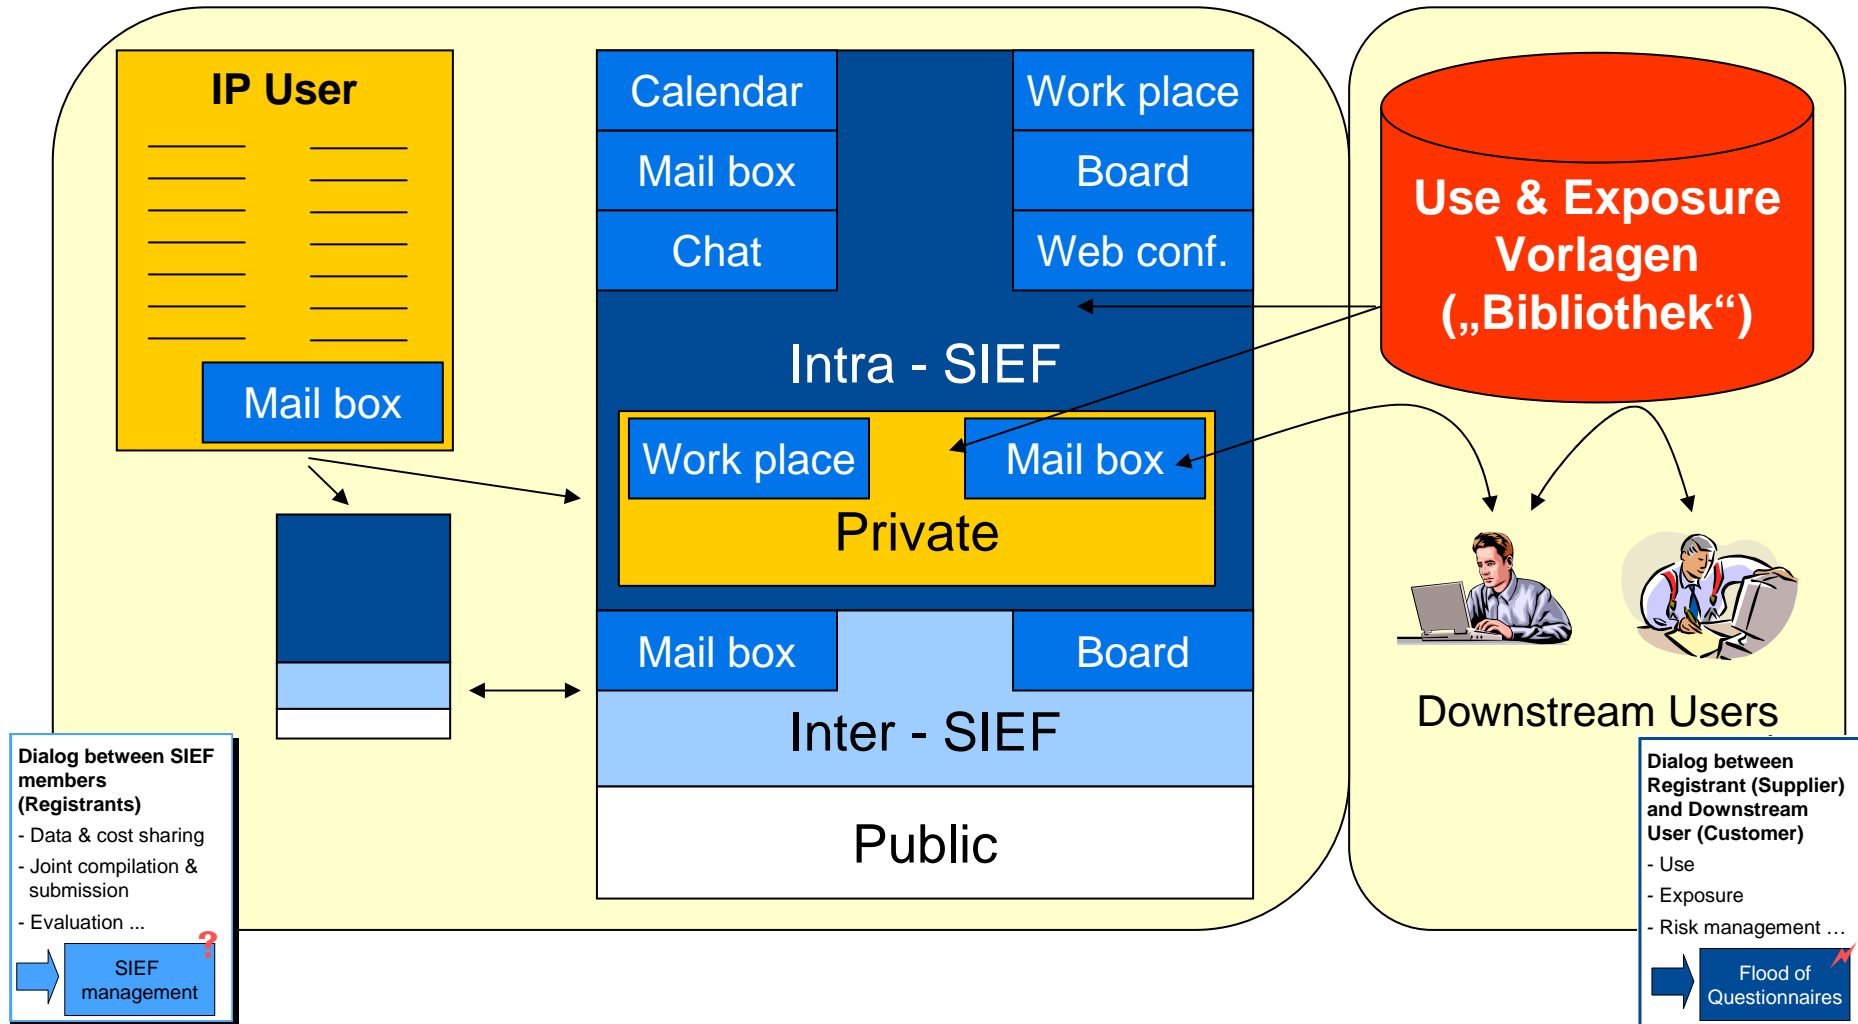 IP User
Mail box
Calendar
Work place
Mail box
Board
Chat
Web conf.
Intra - SIEF
Work place
Mail box
Private
Mail box
Board
Inter - SIEF
Public
Use & Exposure
Vorlagen
(„Bibliothek“)
Downstream Users
Dialog between SIEF
members
(Registrants)
- Data & cost sharing
- Joint compilation &
submission
- Evaluation ...
?
SIEF
management
Dialog between
Registrant (Supplier)
and Downstream
User (Customer)
- Use
- Exposure
- Risk management …
Flood of
Questionnaires